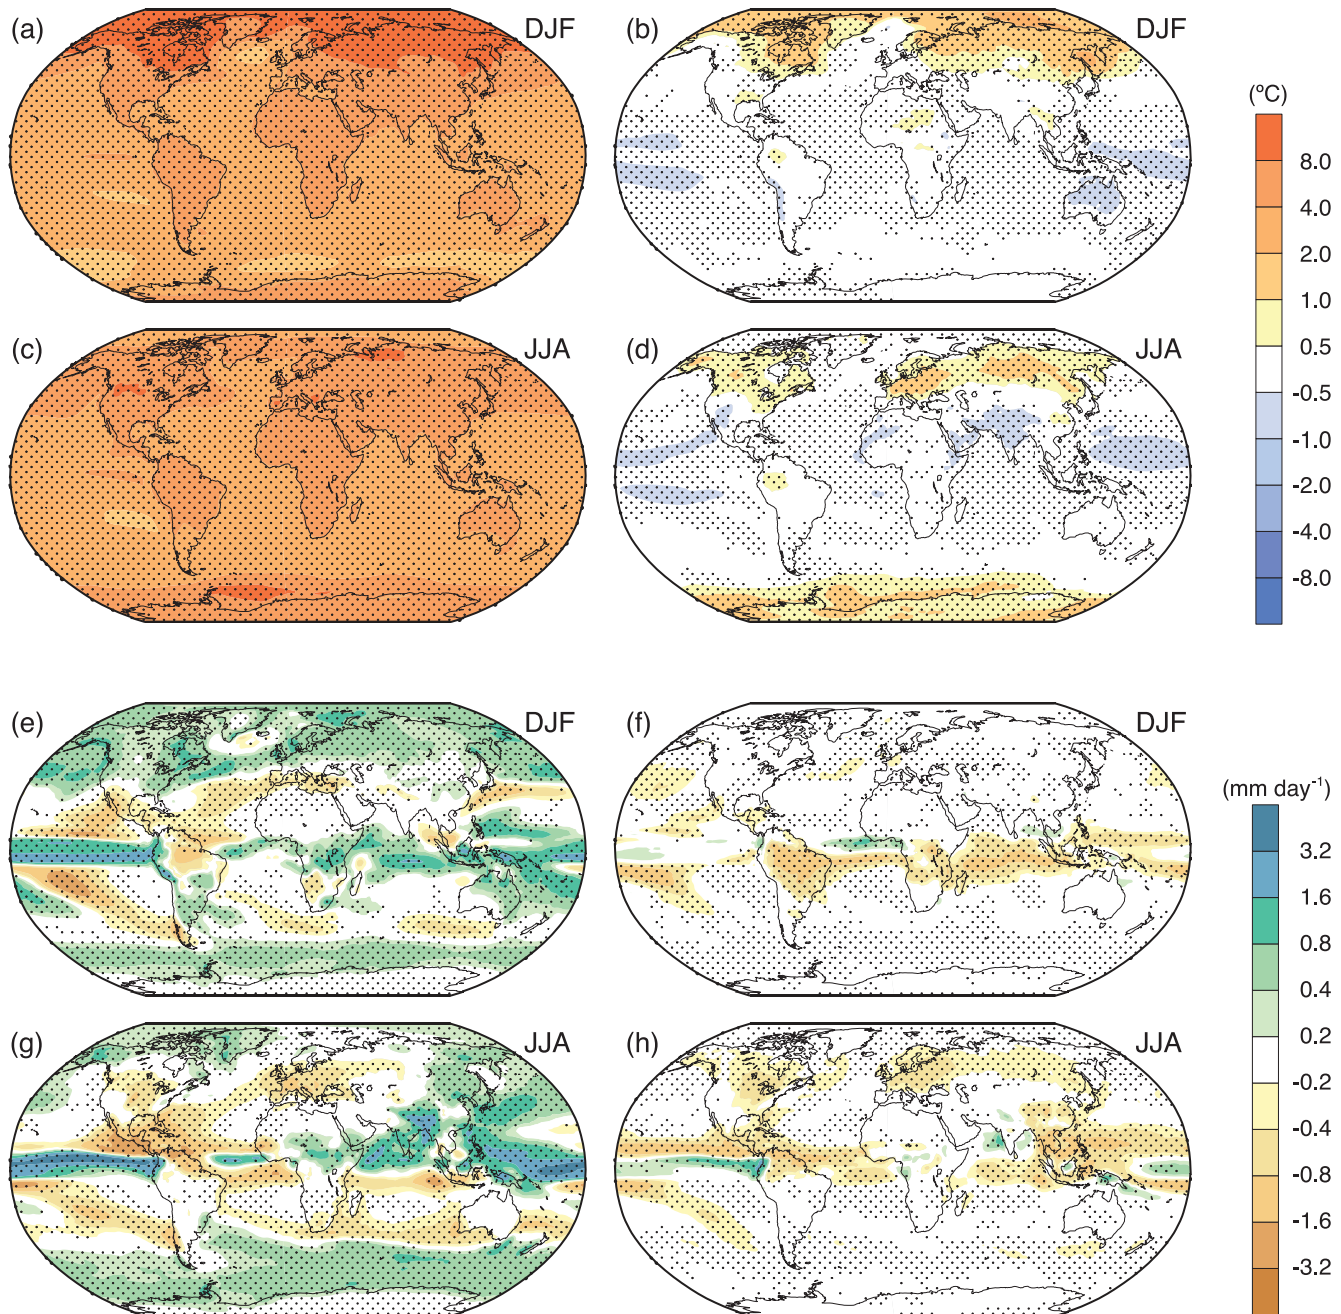 (a) DJF
(b) DJF
(°C)
8.0
4.0
2.0
1.0
0.5
-0.5
-1.0
-2.0
-4.0
-8.0
(c) JJA
(d) JJA
(e) DJF
(f) DJF
(mm day⁻¹)
3.2
1.6
0.8
0.4
0.2
-0.2
-0.4
-0.8
-1.6
-3.2
(g) JJA
(h) JJA